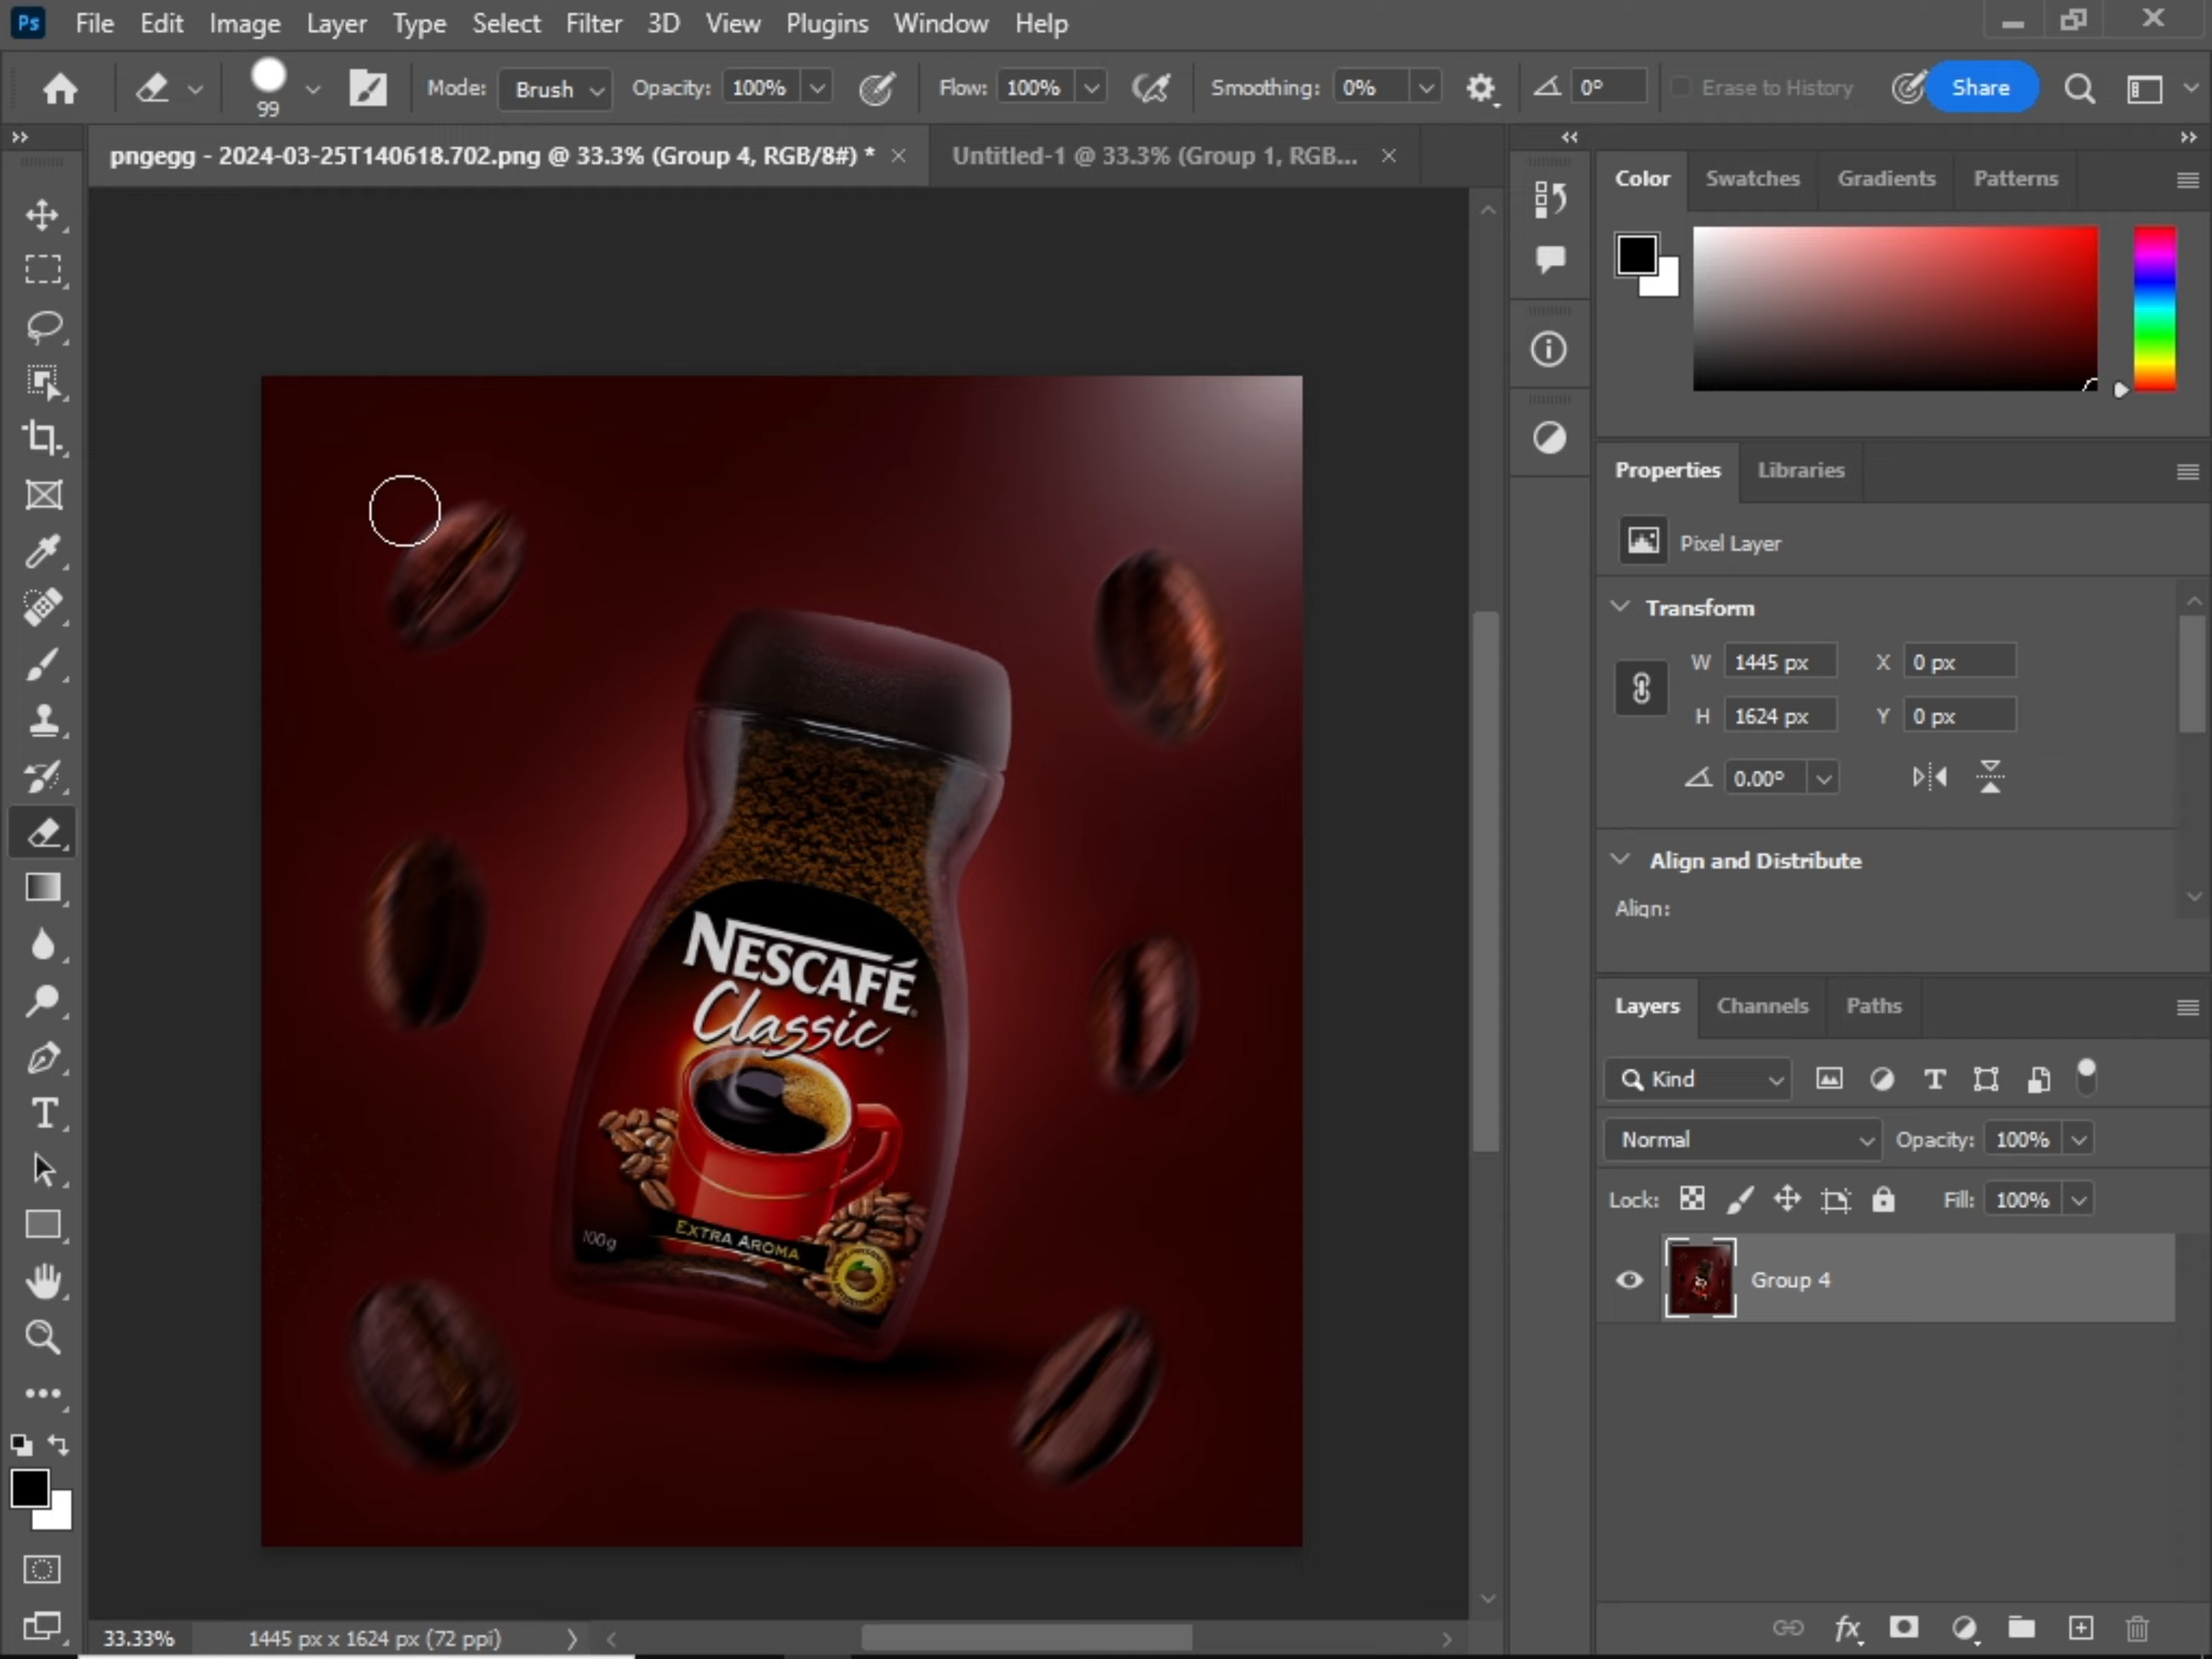 Ps File Edit Image Layer Type Select Filter 3D View Plugins Window Help
99 Mode: Brush Opacity: 100% Flow: 100% Smoothing: 0% 0° Erase to History Share
pngegg - 2024-03-25T140618.702.png @ 33.3% (Group 4, RGB/8#) * Untitled-1 @ 33.3% (Group 1, RGB...
Color Swatches Gradients Patterns
Properties Libraries
Pixel Layer
Transform
W 1445 px X 0 px
H 1624 px Y 0 px
0.00°
Align and Distribute
Align:
NESCAFÉ
Classic
EXTRA AROMA
100g
Layers Channels Paths
Kind
Normal Opacity: 100%
Lock: Fill: 100%
Group 4
33.33% 1445 px x 1624 px (72 ppi)